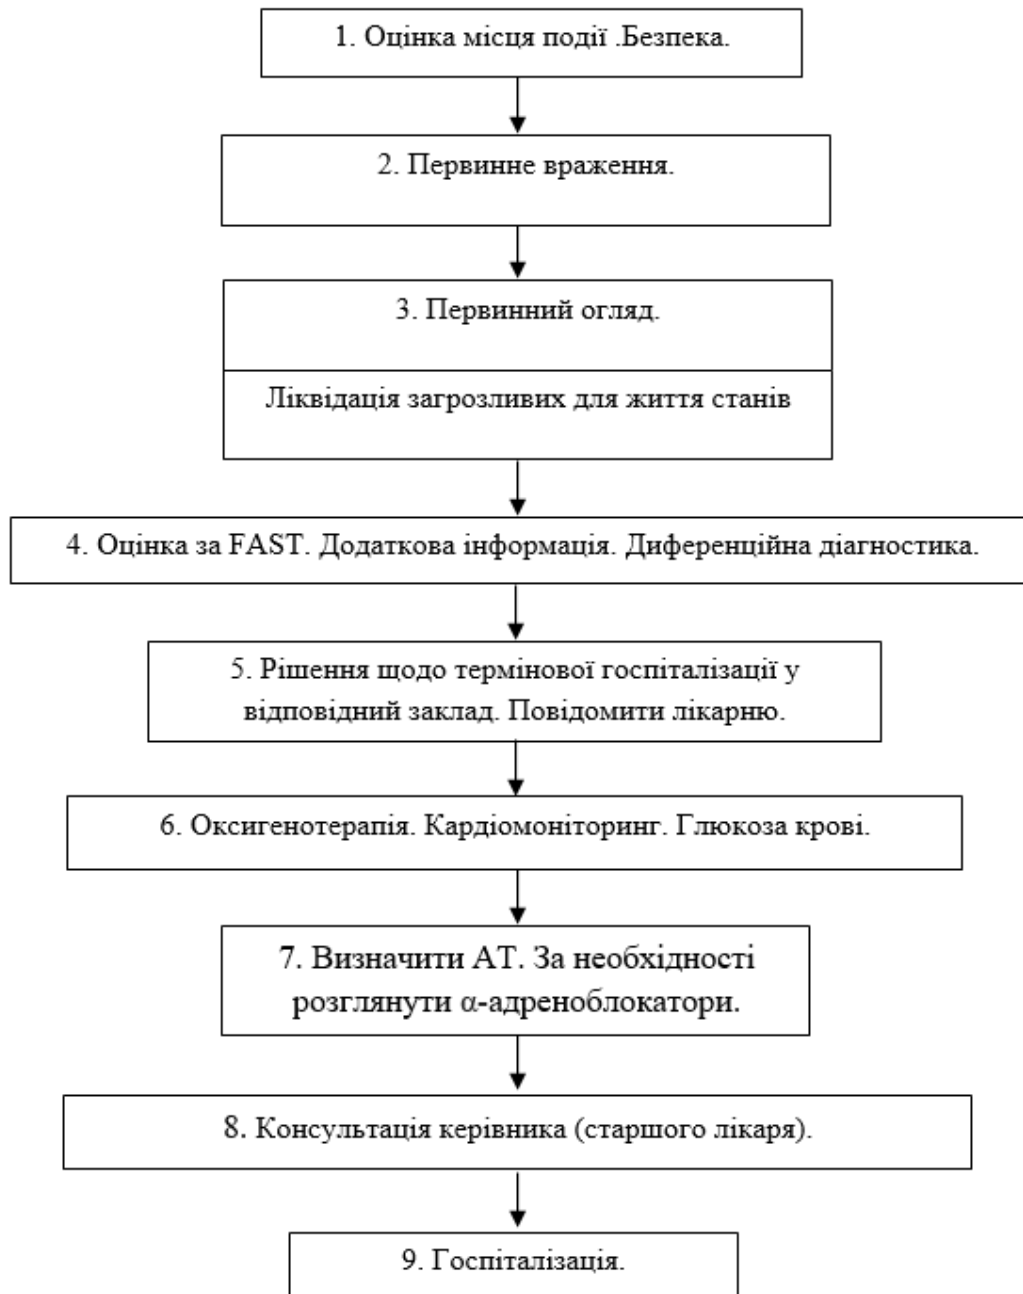 1. Оцінка місця події .Безпека.
2. Первинне враження.
3. Первинний огляд.
Ліквідація загрозливих для життя станів
4. Оцінка за FAST. Додаткова інформація. Диференційна діагностика.
5. Рішення щодо термінової госпіталізації у
відповідний заклад. Повідомити лікарню.
6. Оксигенотерапія. Кардіомоніторинг. Глюкоза крові.
7. Визначити АТ. За необхідності
розглянути α-адреноблокатори.
8. Консультація керівника (старшого лікаря).
9. Госпіталізація.